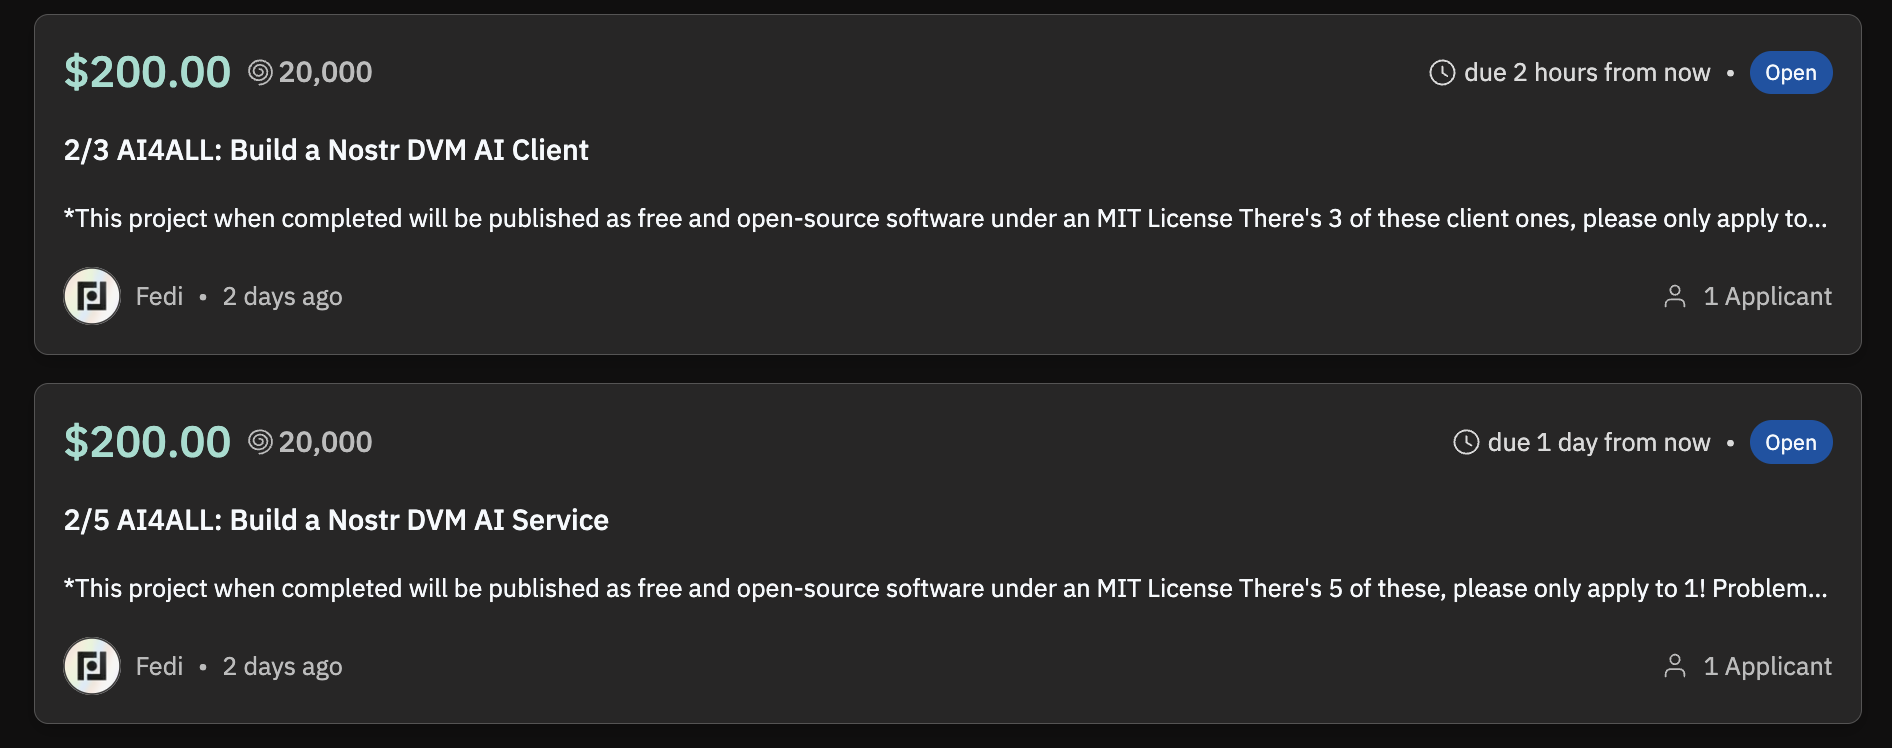 $200.00 20,000 due 2 hours from now • Open
2/3 AI4ALL: Build a Nostr DVM AI Client
*This project when completed will be published as free and open-source software under an MIT License There's 3 of these client ones, please only apply to...
Fedi • 2 days ago 1 Applicant
$200.00 20,000 due 1 day from now • Open
2/5 AI4ALL: Build a Nostr DVM AI Service
*This project when completed will be published as free and open-source software under an MIT License There's 5 of these, please only apply to 1! Problem...
Fedi • 2 days ago 1 Applicant